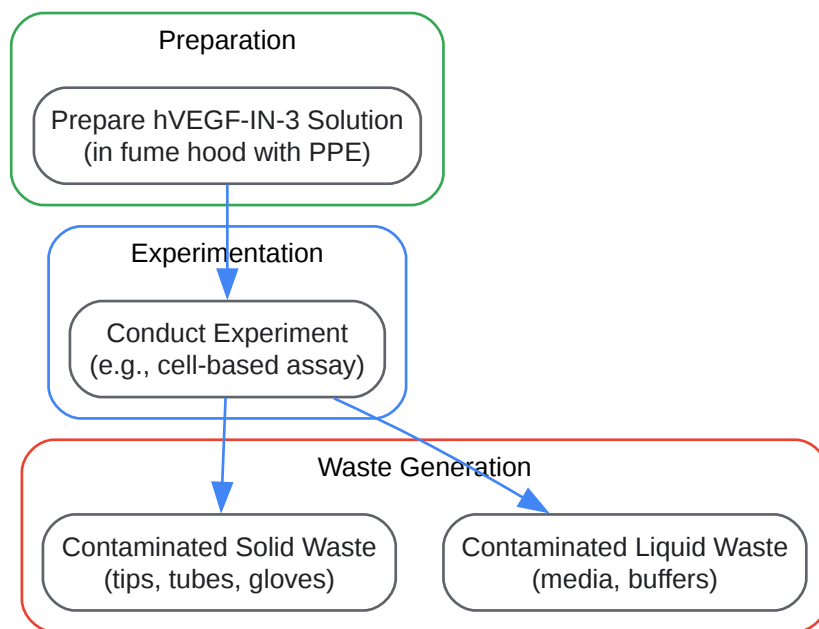 Preparation
Prepare hVEGF-IN-3 Solution
(in fume hood with PPE)
Experimentation
Conduct Experiment
(e.g., cell-based assay)
Waste Generation
Contaminated Solid Waste
(tips, tubes, gloves)
Contaminated Liquid Waste
(media, buffers)